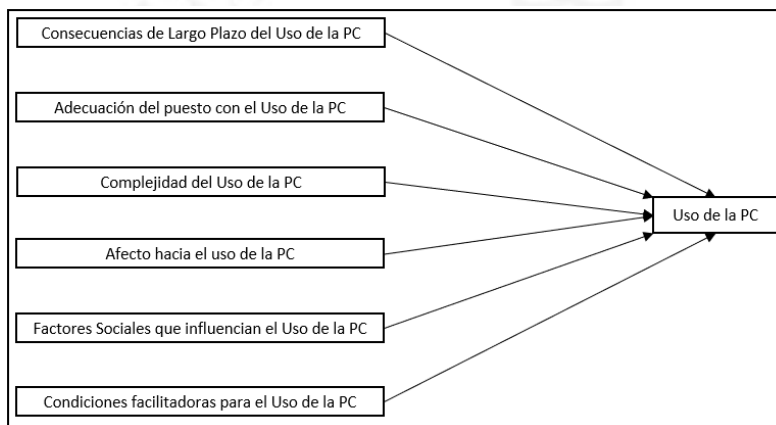 Consecuencias de Largo Plazo del Uso de la PC
Adecuación del puesto con el Uso de la PC
Complejidad del Uso de la PC
Uso de la PC
Afecto hacia el uso de la PC
Factores Sociales que influencian el Uso de la PC
Condiciones facilitadoras para el Uso de la PC